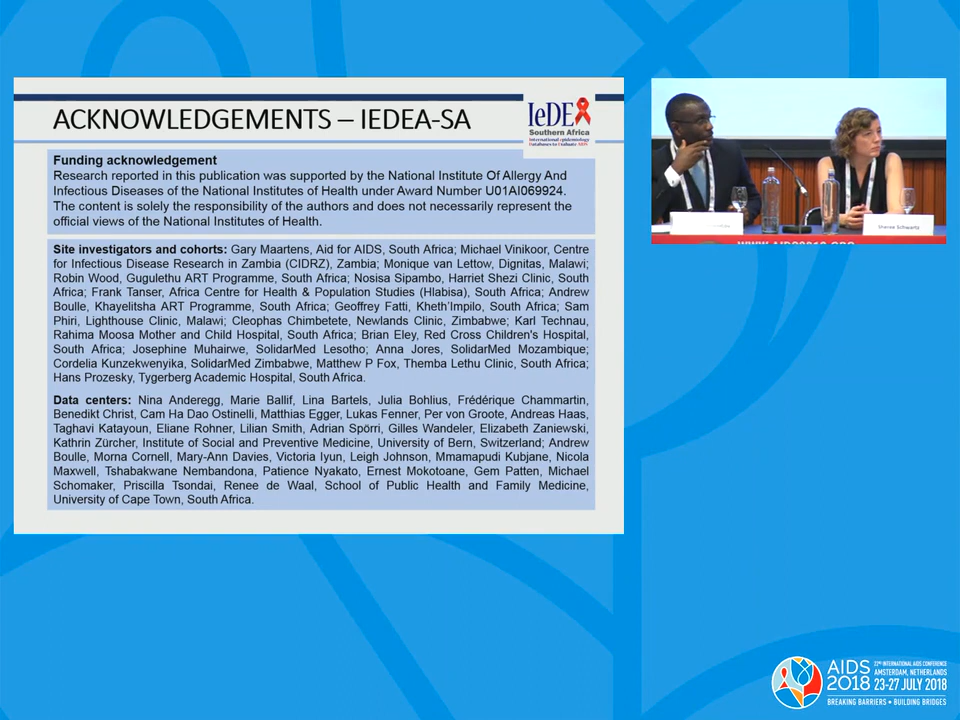 ACKNOWLEDGEMENTS – IEDEA-SA
IeDEA
Southern Africa
International epidemiology
Databases to Evaluate AIDS
Funding acknowledgement
Research reported in this publication was supported by the National Institute Of Allergy And
Infectious Diseases of the National Institutes of Health under Award Number U01AI069924.
The content is solely the responsibility of the authors and does not necessarily represent the
official views of the National Institutes of Health.
Site investigators and cohorts: Gary Maartens, Aid for AIDS, South Africa; Michael Vinikoor, Centre
for Infectious Disease Research in Zambia (CIDRZ), Zambia; Monique van Lettow, Dignitas, Malawi;
Robin Wood, Gugulethu ART Programme, South Africa; Nosisa Sipambo, Harriet Shezi Clinic, South
Africa; Frank Tanser, Africa Centre for Health & Population Studies (Hlabisa), South Africa; Andrew
Boulle, Khayelitsha ART Programme, South Africa; Geoffrey Fatti, Kheth'Impilo, South Africa; Sam
Phiri, Lighthouse Clinic, Malawi; Cleophas Chimbetete, Newlands Clinic, Zimbabwe; Karl Technau,
Rahima Moosa Mother and Child Hospital, South Africa; Brian Eley, Red Cross Children's Hospital,
South Africa; Josephine Muhairwe, SolidarMed Lesotho; Anna Jores, SolidarMed Mozambique;
Cordelia Kunzekwenyika, SolidarMed Zimbabwe, Matthew P Fox, Themba Lethu Clinic, South Africa;
Hans Prozesky, Tygerberg Academic Hospital, South Africa.
Data centers: Nina Anderegg, Marie Ballif, Lina Bartels, Julia Bohlius, Frédérique Chammartin,
Benedikt Christ, Cam Ha Dao Ostinelli, Matthias Egger, Lukas Fenner, Per von Groote, Andreas Haas,
Taghavi Katayoun, Eliane Rohner, Lilian Smith, Adrian Spörri, Gilles Wandeler, Elizabeth Zaniewski,
Kathrin Zürcher, Institute of Social and Preventive Medicine, University of Bern, Switzerland; Andrew
Boulle, Morna Cornell, Mary-Ann Davies, Victoria Iyun, Leigh Johnson, Mmamapudi Kubjane, Nicola
Maxwell, Tshabakwane Nembandona, Patience Nyakato, Ernest Mokotoane, Gem Patten, Michael
Schomaker, Priscilla Tsondai, Renee de Waal, School of Public Health and Family Medicine,
University of Cape Town, South Africa.
Sheree Schwartz
WWW.AIDS2018.ORG
AIDS
2018
22ND INTERNATIONAL AIDS CONFERENCE
AMSTERDAM, NETHERLANDS
23-27 JULY 2018
BREAKING BARRIERS • BUILDING BRIDGES